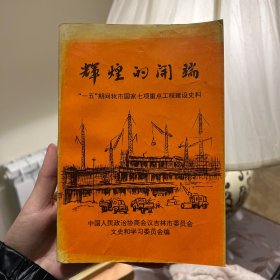 辉煌的开端
"一五"期间我市国家七项重点工程建设史料
中国人民政治协商会议吉林市委员会
文史和学习委员会编